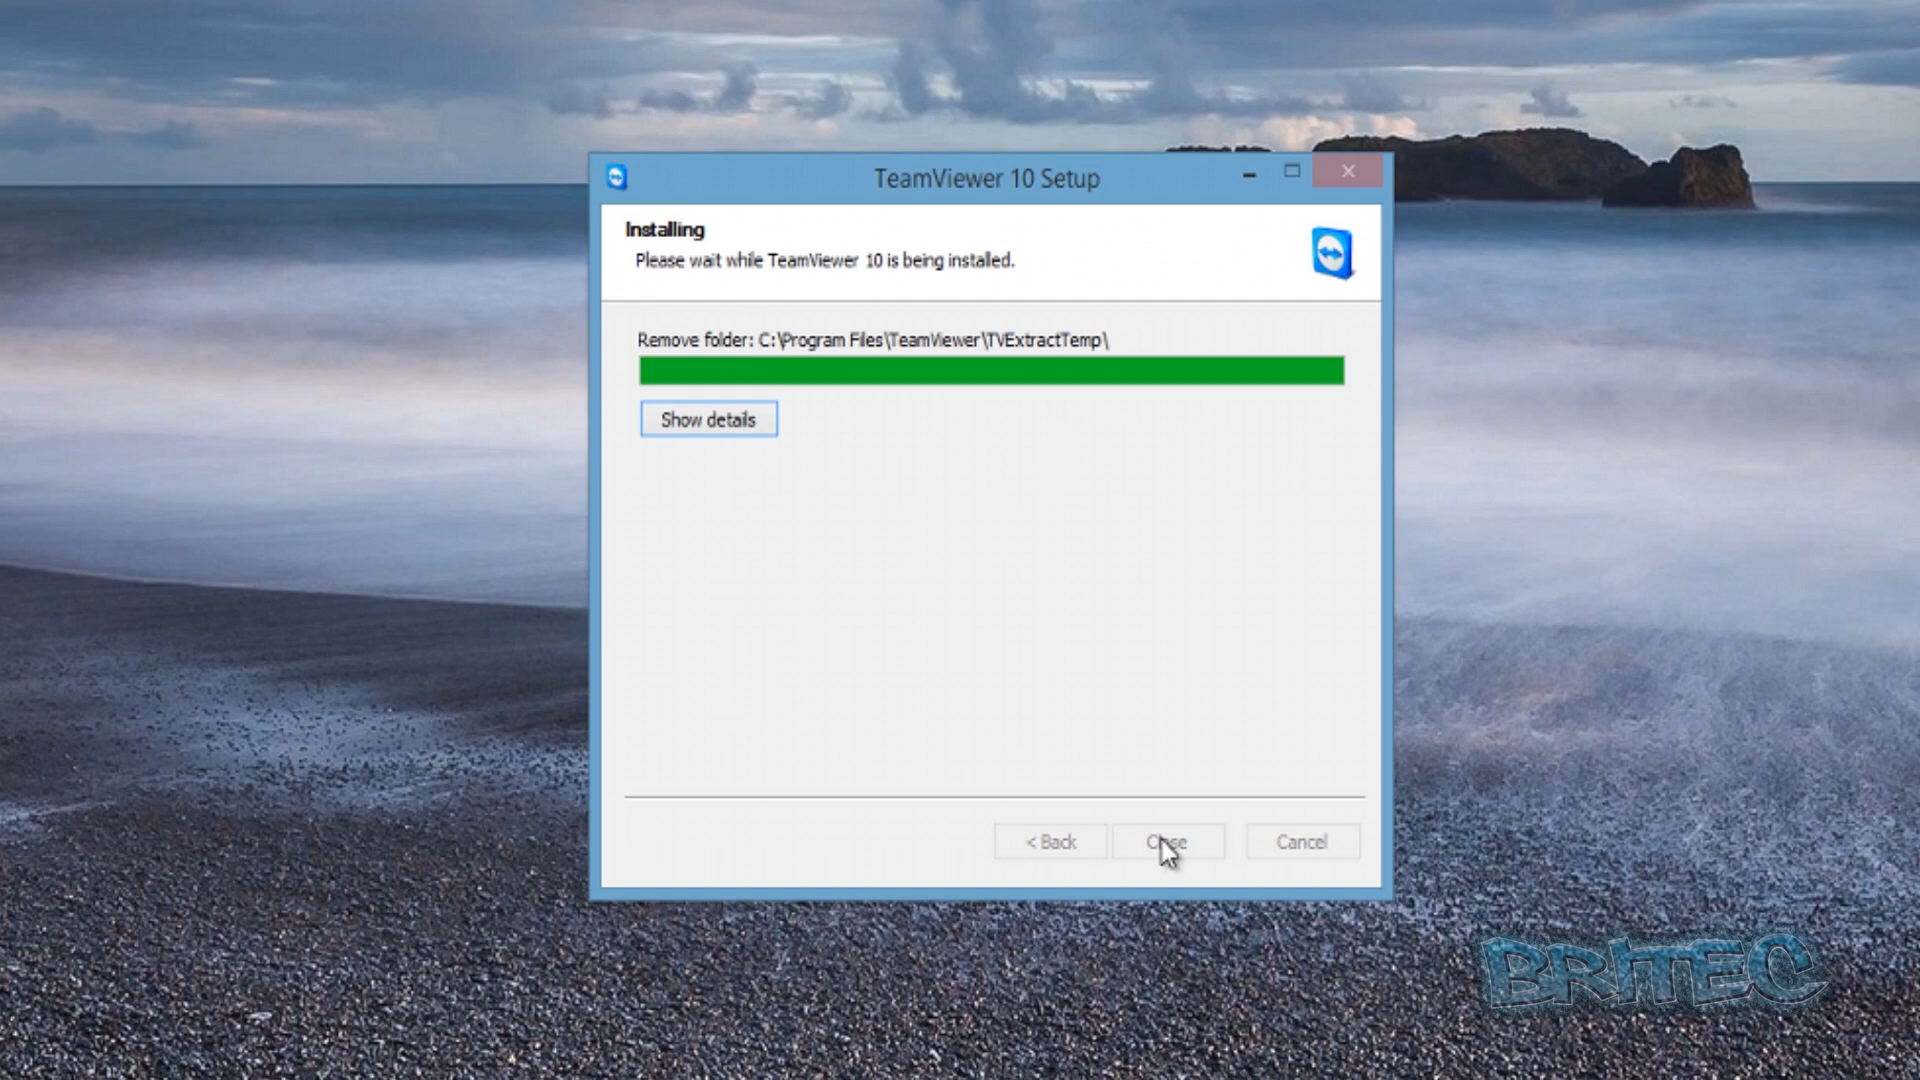 TeamViewer 10 Setup
Installing
Please wait while TeamViewer 10 is being installed.
Remove folder: C:\Program Files\TeamViewer\TVExtractTemp\
Show details
< Back
Close
Cancel
BRITEC